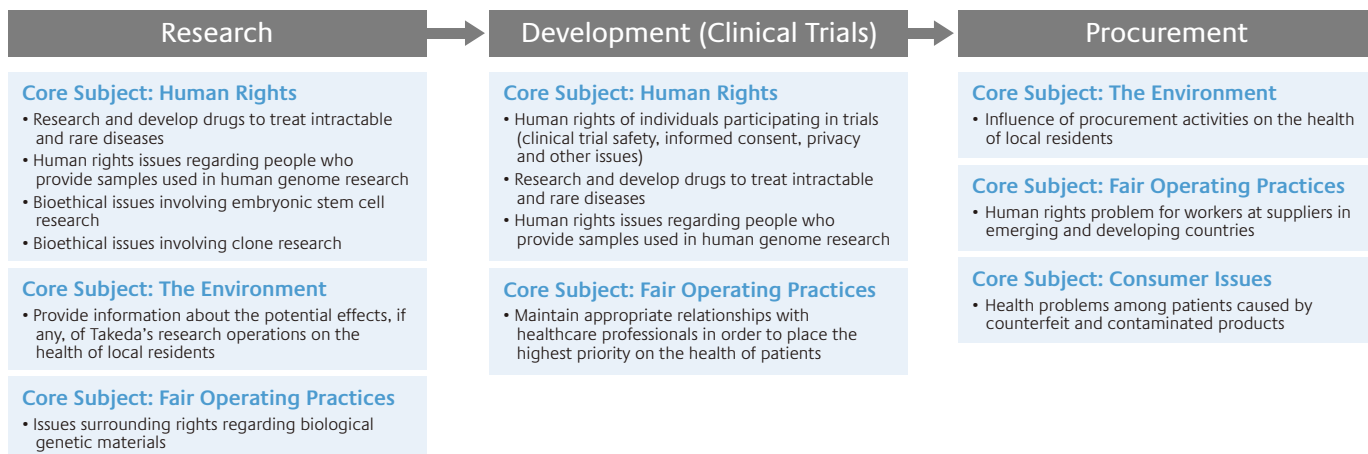 Research
Core Subject: Human Rights
• Research and develop drugs to treat intractable
and rare diseases
• Human rights issues regarding people who
provide samples used in human genome research
• Bioethical issues involving embryonic stem cell
research
• Bioethical issues involving clone research
Core Subject: The Environment
• Provide information about the potential effects, if
any, of Takeda's research operations on the
health of local residents
Core Subject: Fair Operating Practices
• Issues surrounding rights regarding biological
genetic materials
Development (Clinical Trials)
Core Subject: Human Rights
• Human rights of individuals participating in trials
(clinical trial safety, informed consent, privacy
and other issues)
• Research and develop drugs to treat intractable
and rare diseases
• Human rights issues regarding people who
provide samples used in human genome research
Core Subject: Fair Operating Practices
• Maintain appropriate relationships with
healthcare professionals in order to place the
highest priority on the health of patients
Procurement
Core Subject: The Environment
• Influence of procurement activities on the health
of local residents
Core Subject: Fair Operating Practices
• Human rights problem for workers at suppliers in
emerging and developing countries
Core Subject: Consumer Issues
• Health problems among patients caused by
counterfeit and contaminated products